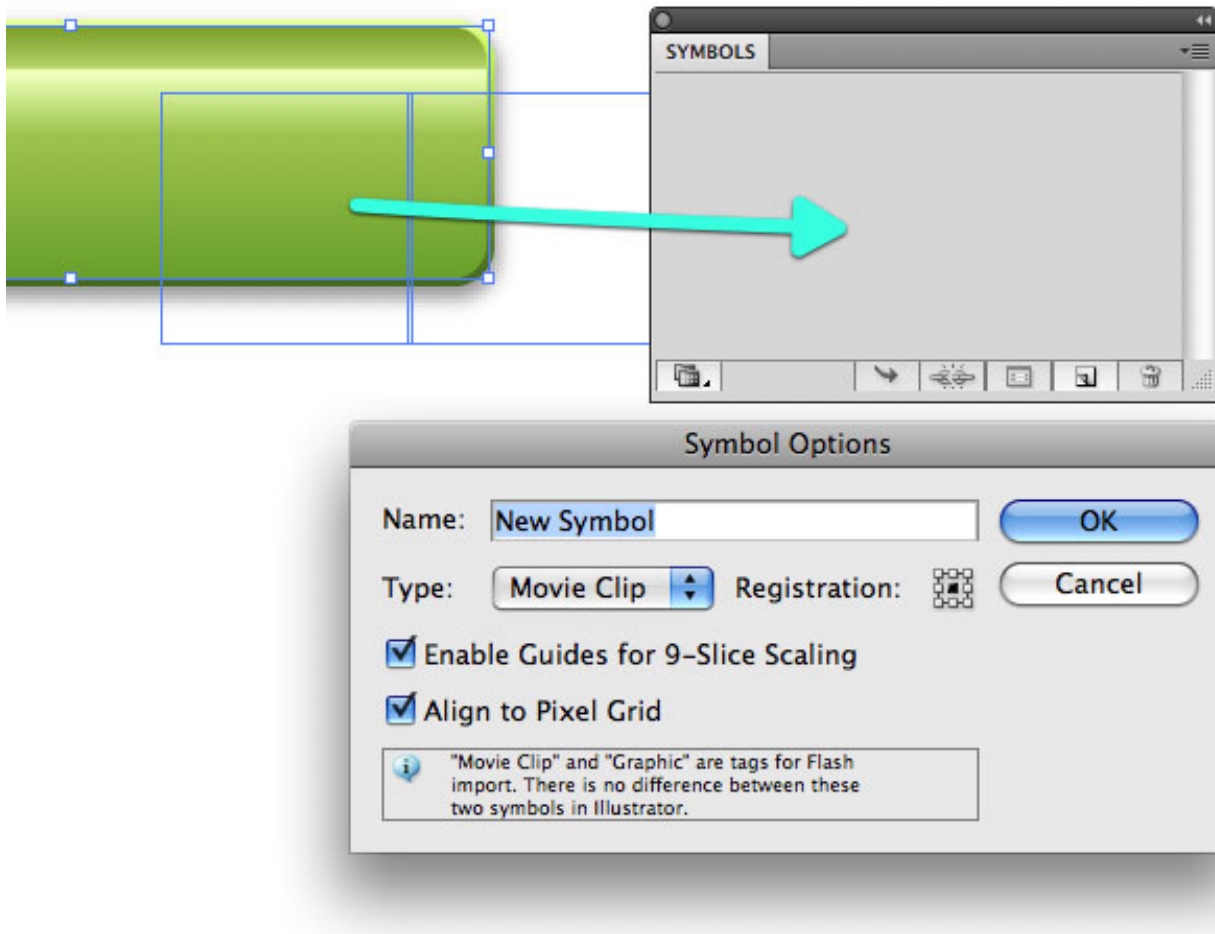 SYMBOLS
Symbol Options
Name: New Symbol OK
Type: Movie Clip Registration: Cancel
Enable Guides for 9-Slice Scaling
Align to Pixel Grid
"Movie Clip" and "Graphic" are tags for Flash
import. There is no difference between these
two symbols in Illustrator.